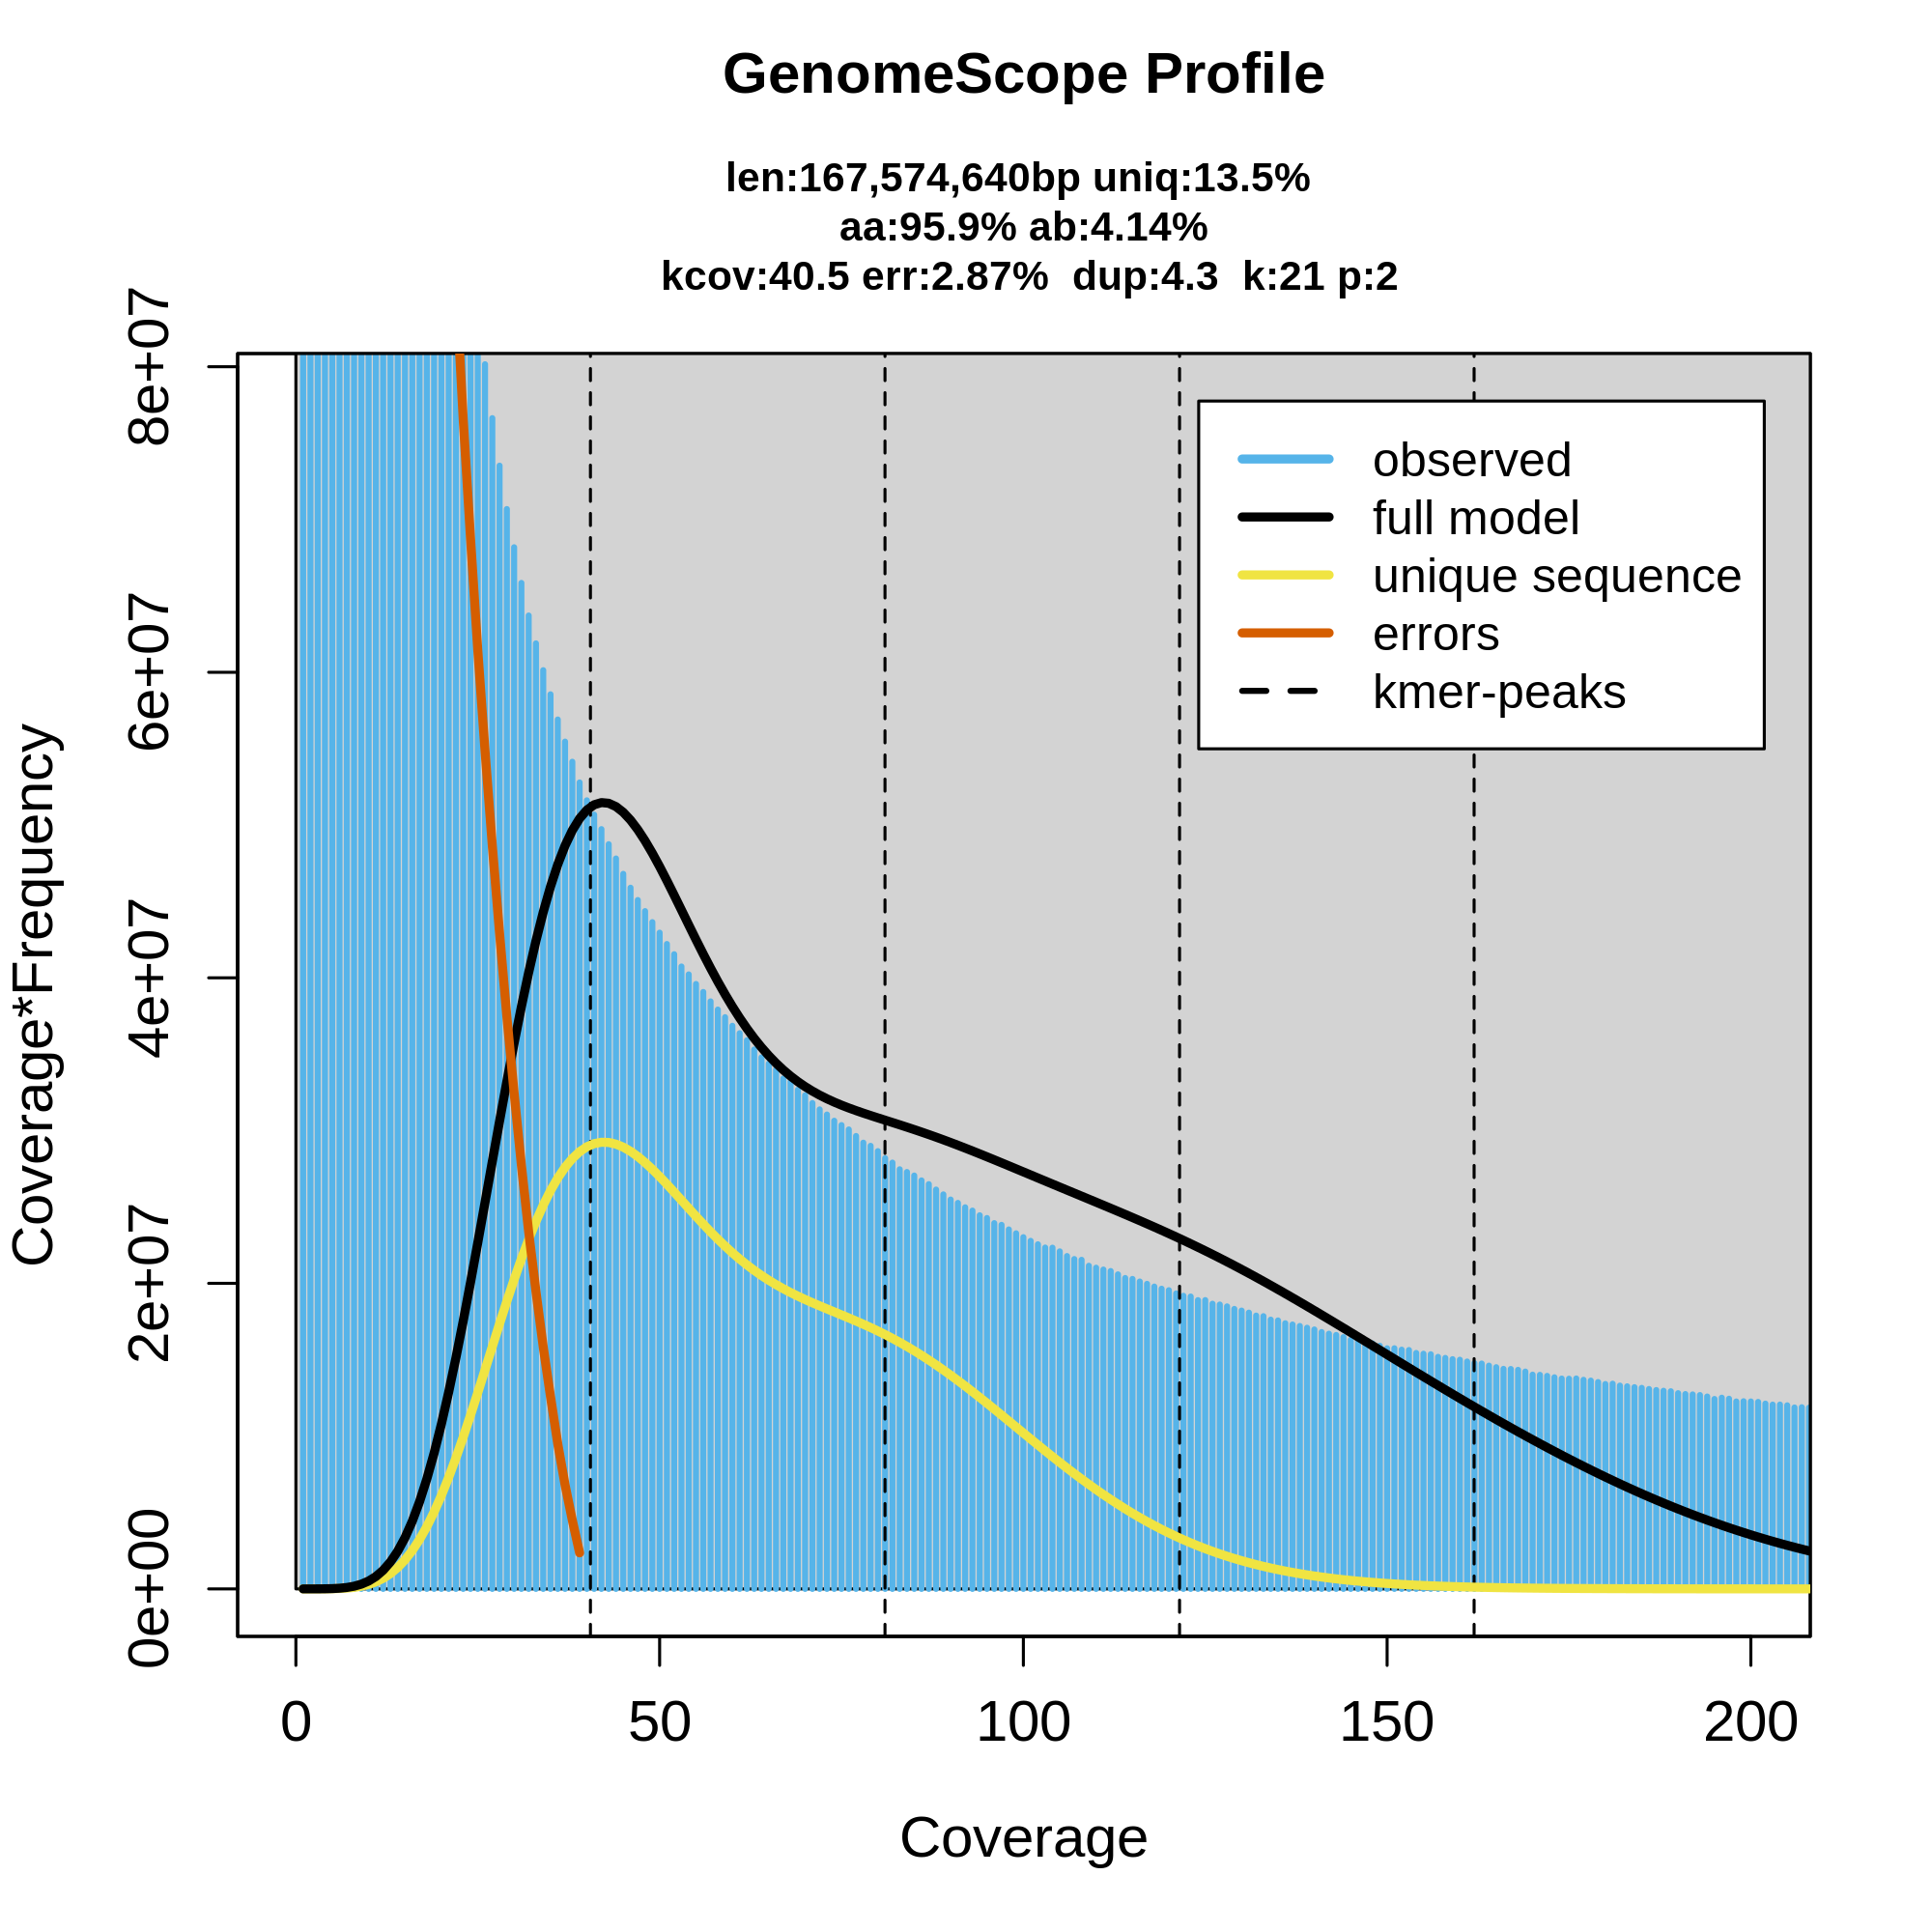 GenomeScope Profile
len:167,574,640bp uniq:13.5%
aa:95.9% ab:4.14%
kcov:40.5 err:2.87%  dup:4.3  k:21 p:2
observed
full model
unique sequence
errors
kmer-peaks
Coverage*Frequency
8e+07
6e+07
4e+07
2e+07
0e+00
0 50 100 150 200
Coverage